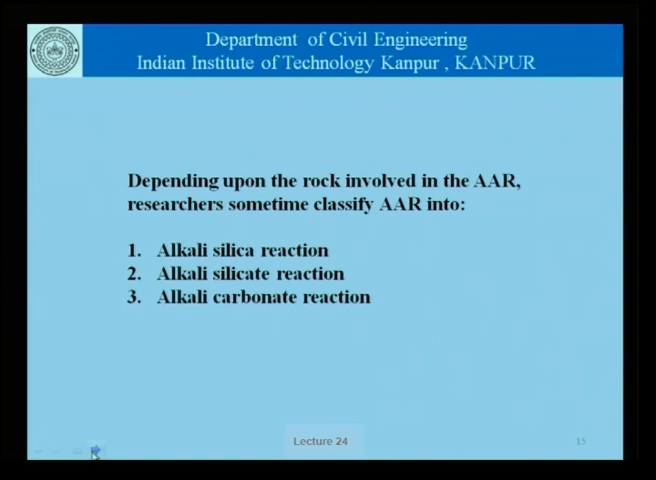 Department of Civil Engineering
Indian Institute of Technology Kanpur , KANPUR
Depending upon the rock involved in the AAR,
researchers sometime classify AAR into:
1. Alkali silica reaction
2. Alkali silicate reaction
3. Alkali carbonate reaction
Lecture 24
15